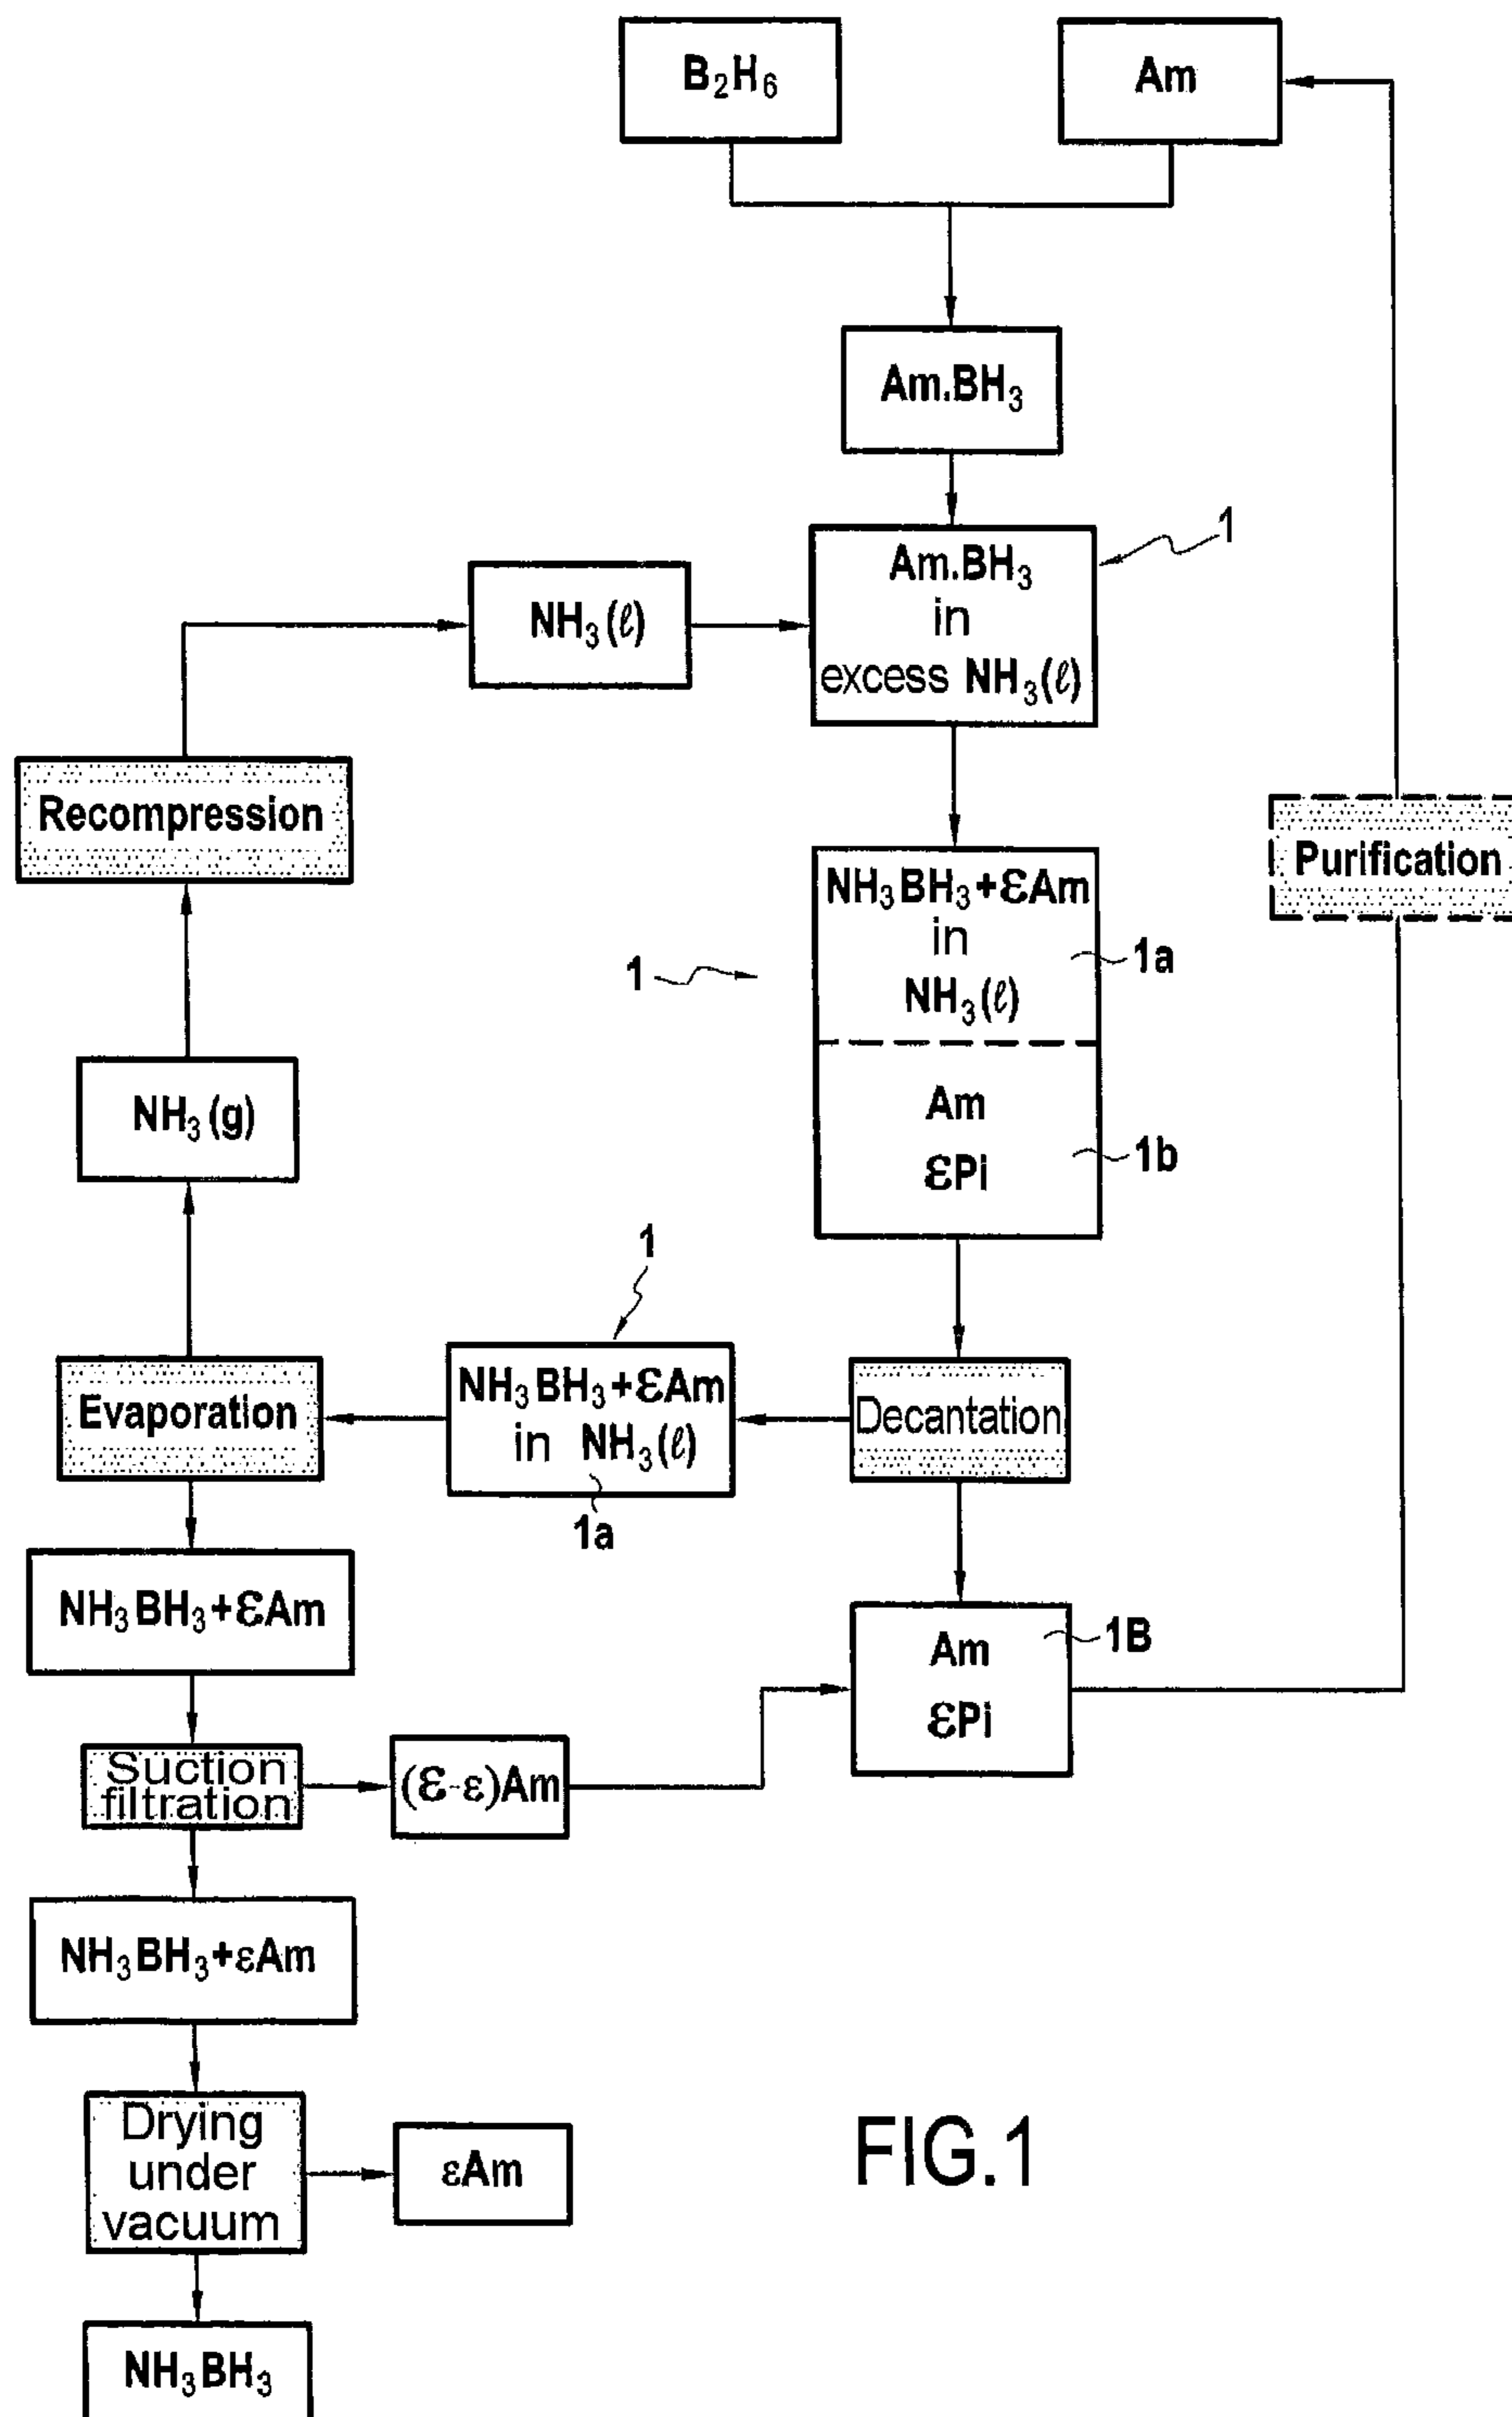 B₂H₆
Am
Am.BH₃
Am.BH₃
in
excess NH₃(ℓ)
1
NH₃(ℓ)
Recompression
Purification
NH₃BH₃+ƐAm
in
NH₃(ℓ)
1a
1
Am
ƐPi
1b
NH₃(g)
1
Evaporation
NH₃BH₃+ƐAm
in NH₃(ℓ)
1a
Decantation
NH₃BH₃+ƐAm
Am
ƐPi
1B
Suction
filtration
(Ɛ-ε)Am
NH₃BH₃+εAm
Drying
under
vacuum
εAm
FIG.1
NH₃BH₃